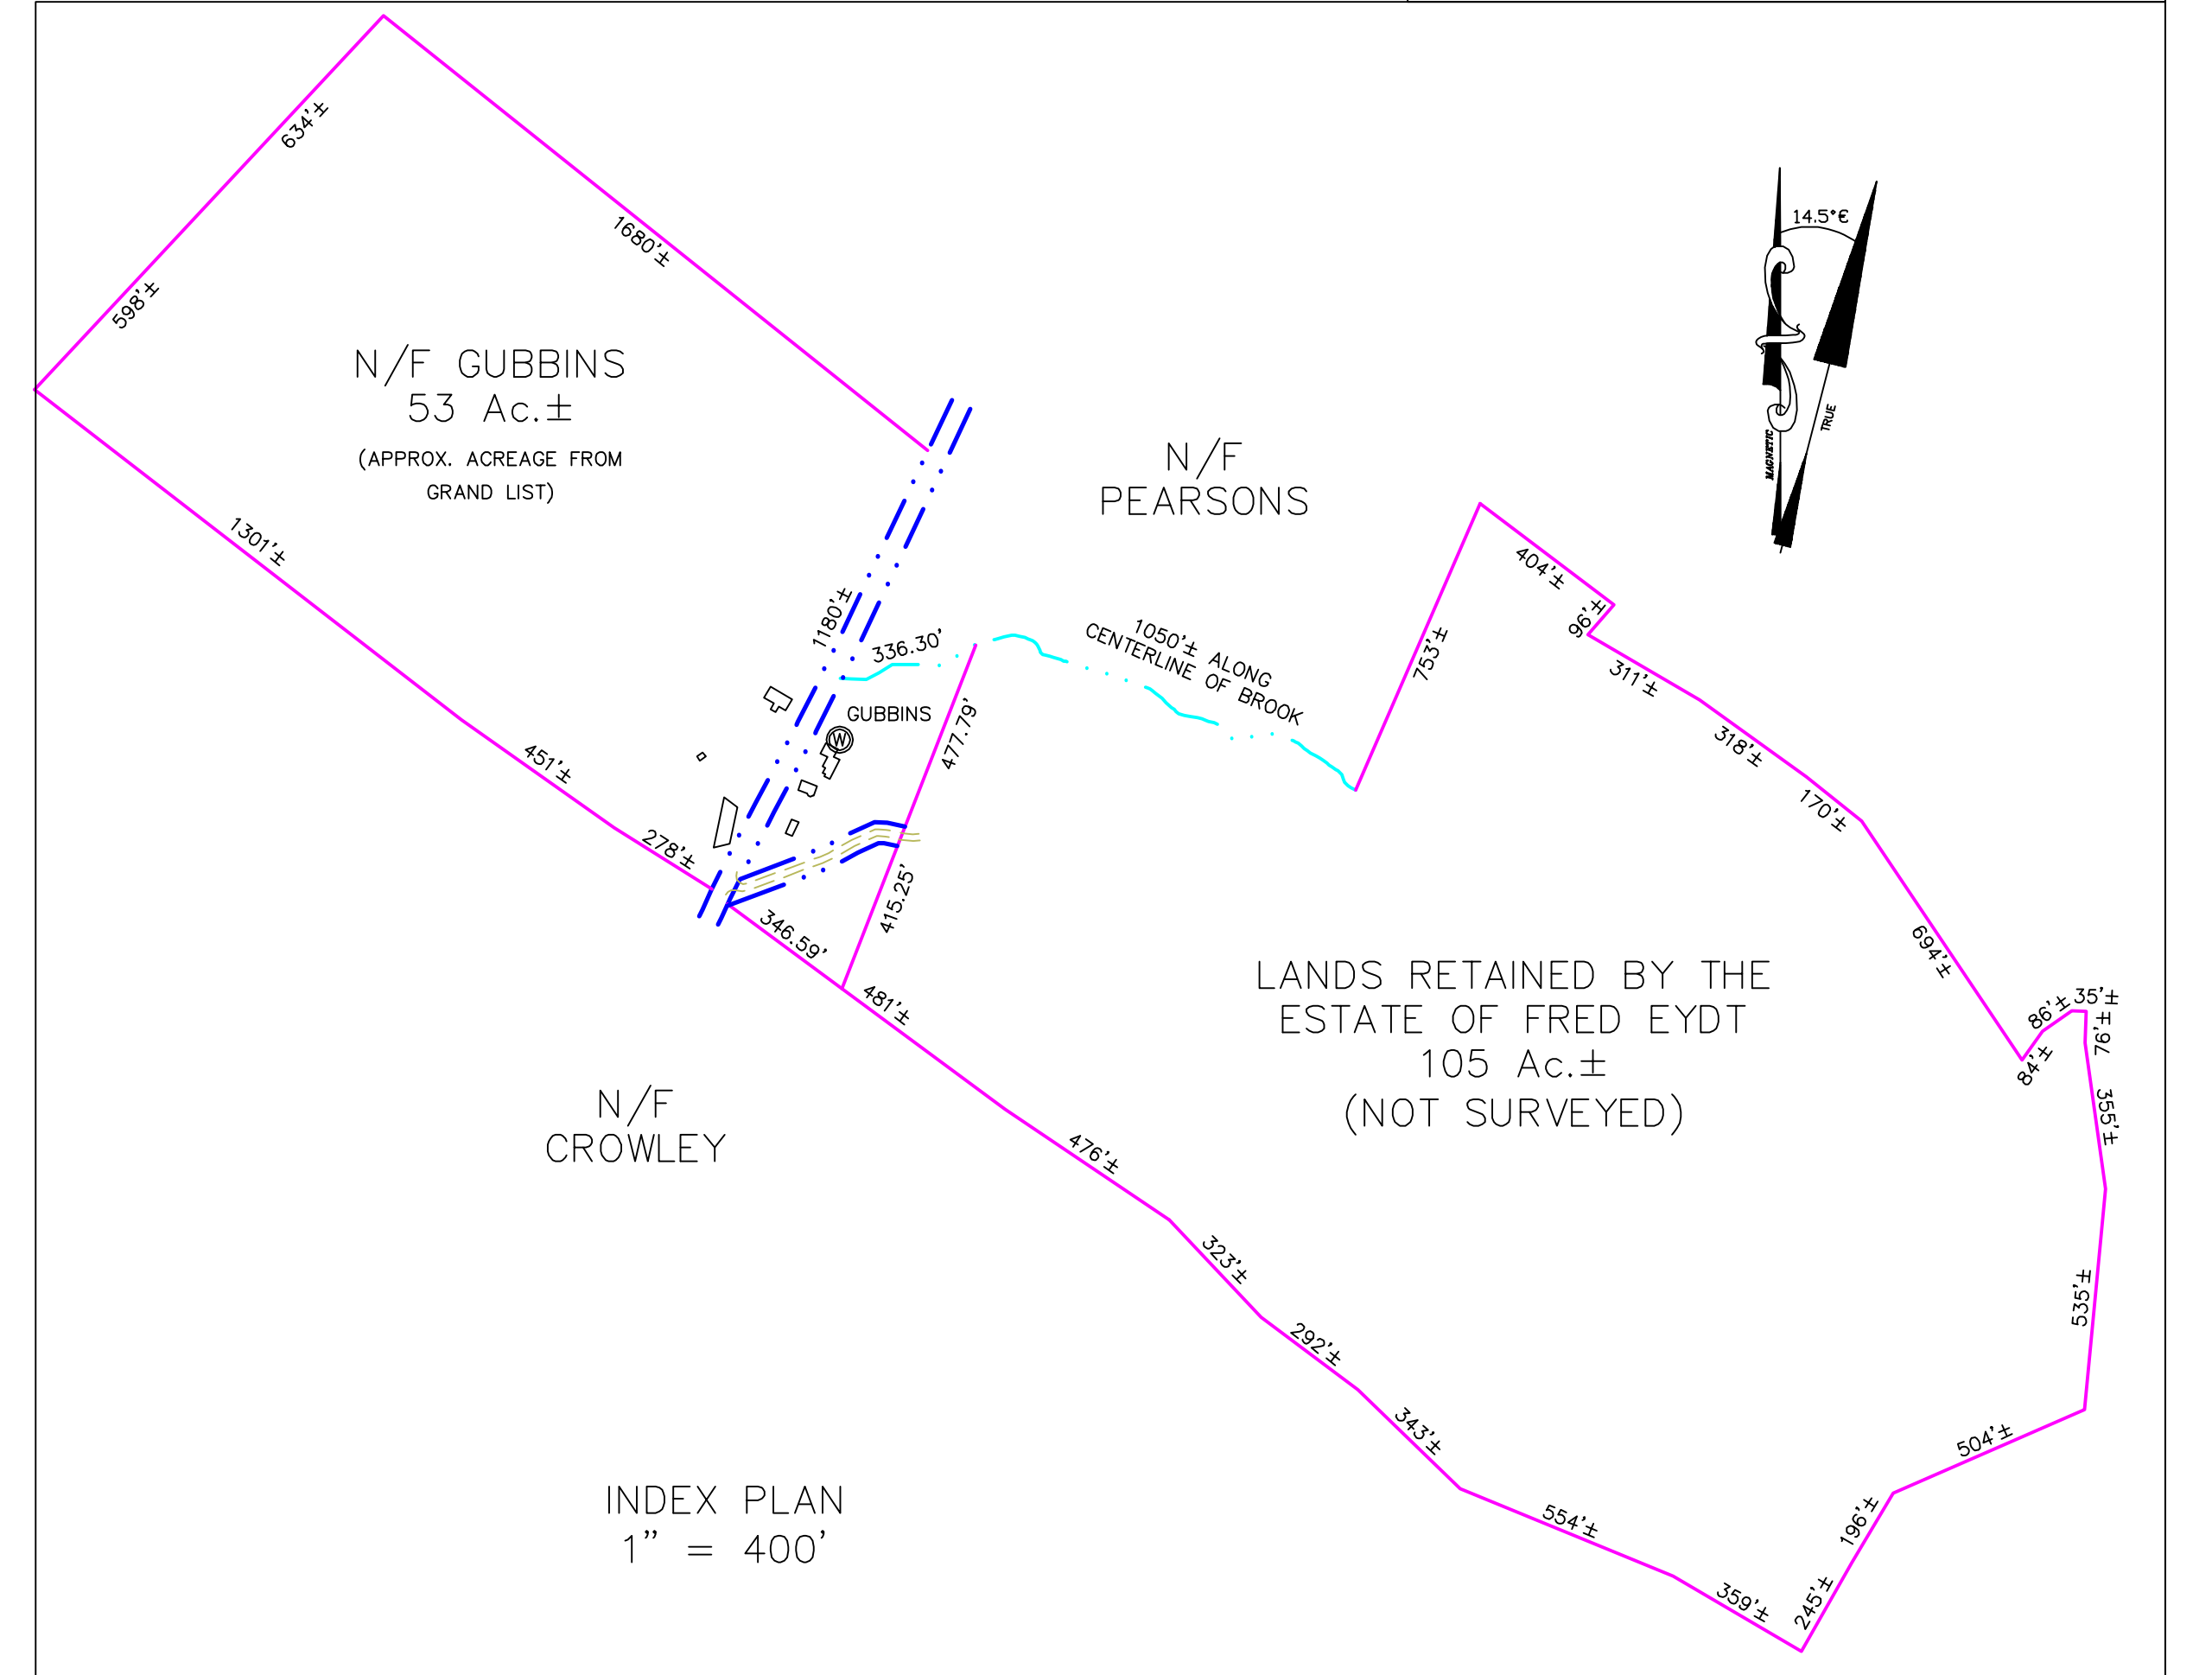 634'±
598'±
1680'±
N/F GUBBINS
53 Ac.±
(APPROX. ACREAGE FROM
GRAND LIST)
1301'±
451'±
278'±
1180'±
336.30'
GUBBINS
W
477.79'
415.25'
346.59'
N/F
PEARSONS
1050'± ALONG
CENTERLINE OF BROOK
14.5°€
MAGNETIC
TRUE
753'±
404'±
96'±
311'±
318'±
170'±
694'±
84'±
86'±
35'±
76'±
355'±
535'±
504'±
196'±
245'±
359'±
554'±
343'±
292'±
323'±
476'±
481'±
LANDS RETAINED BY THE
ESTATE OF FRED EYDT
105 Ac.±
(NOT SURVEYED)
N/F
CROWLEY
INDEX PLAN
1" = 400'